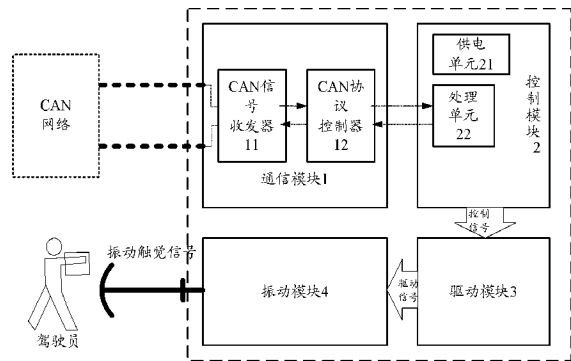 CAN
网络
CAN信号
收发器
11
CAN协议
控制器
12
通信模块1
供电
单元21
处理
单元
22
控制模块2
控制
信号
振动触觉信号
驾驶员
振动模块4
驱动
信号
驱动模块3